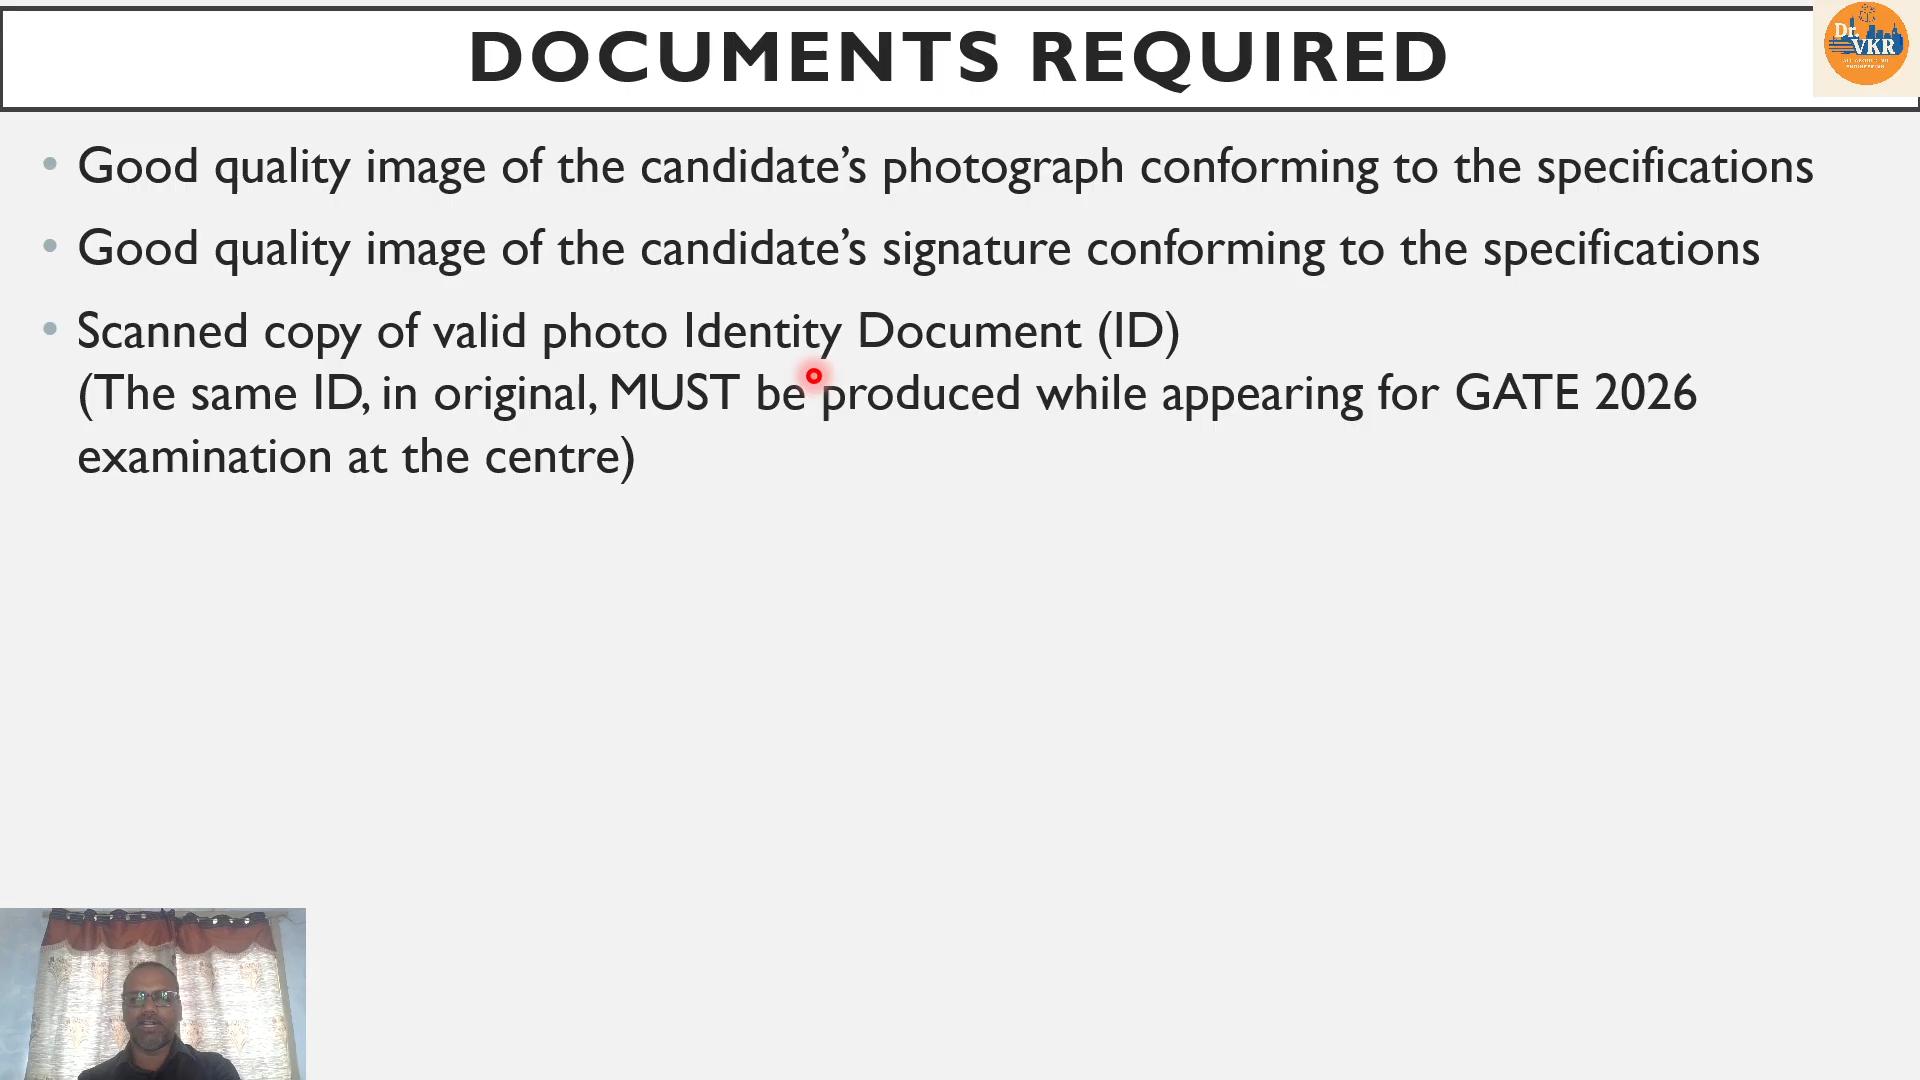 DOCUMENTS REQUIRED
Dr.
VKR
• Good quality image of the candidate’s photograph conforming to the specifications
• Good quality image of the candidate’s signature conforming to the specifications
• Scanned copy of valid photo Identity Document (ID)
(The same ID, in original, MUST be produced while appearing for GATE 2026
examination at the centre)